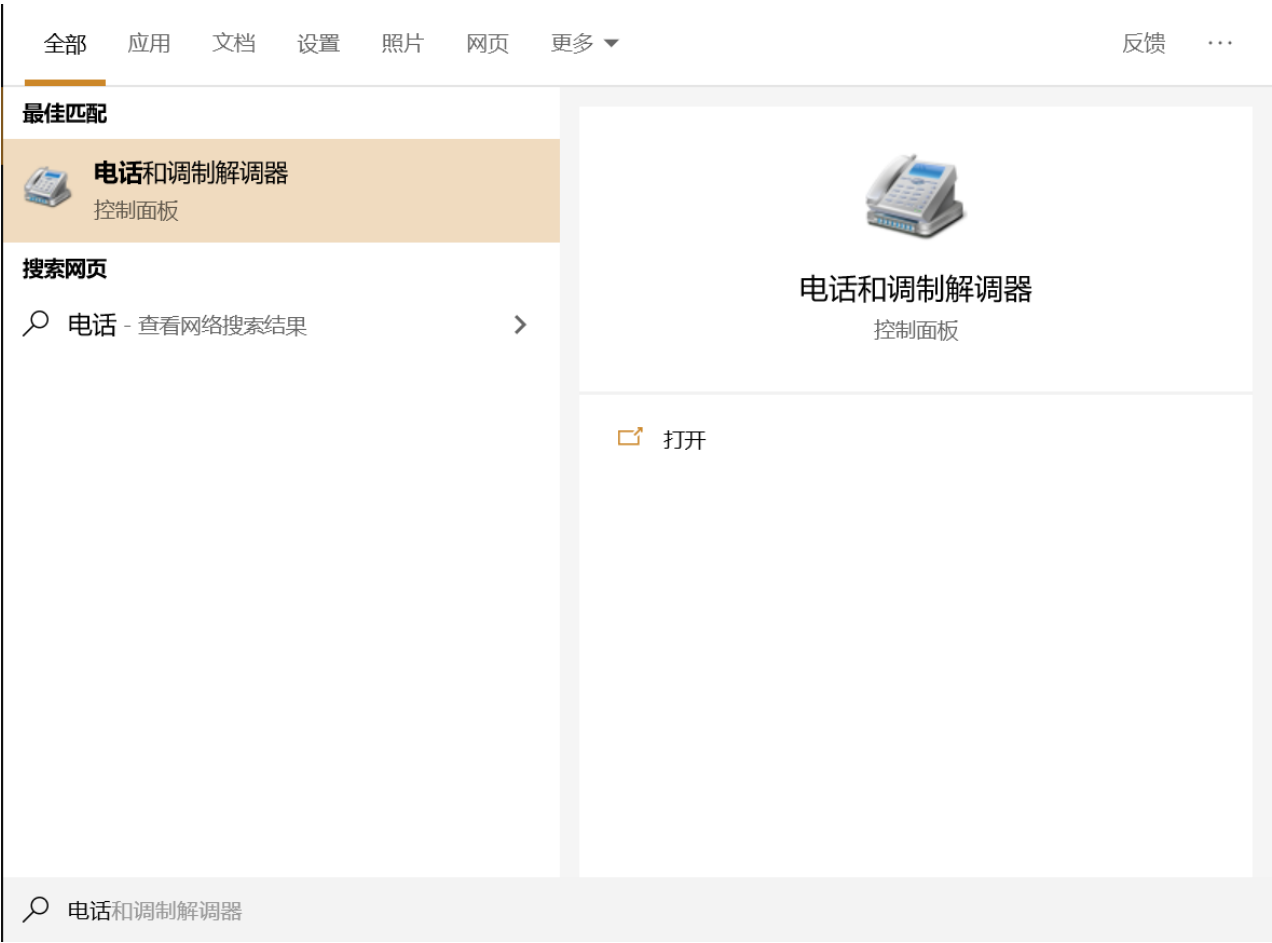 全部 应用 文档 设置 照片 网页 更多 反馈 ···
最佳匹配
电话和调制解调器
控制面板
搜索网页
电话 - 查看网络搜索结果
电话和调制解调器
控制面板
打开
电话和调制解调器